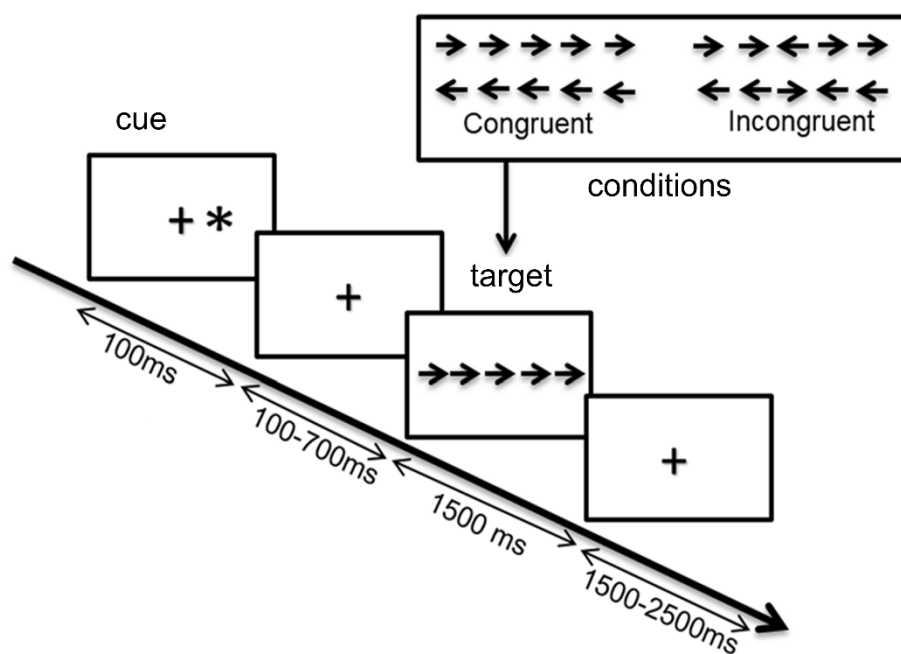 → → → → →
→ → ← → →
← ← ← ← ←
← ← → ← ←
Congruent
Incongruent
conditions
cue
+ *
+
target
→ → → → →
+
100ms
100-700ms
1500 ms
1500-2500ms